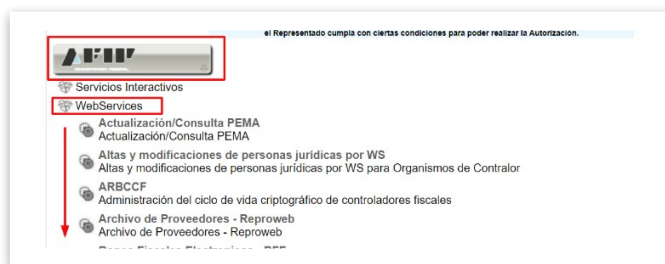 el Representado cumpla con ciertas condiciones para poder realizar la Autorización.
AFIP
Servicios Interactivos
WebServices
Actualización/Consulta PEMA
Actualización/Consulta PEMA
Altas y modificaciones de personas juridicas por WS
Altas y modificaciones de personas jurídicas por WS para Organismos de Contralor
ARBCCF
Administración del ciclo de vida criptográfico de controladores fiscales
Archivo de Proveedores - Reproweb
Archivo de Proveedores - Reproweb